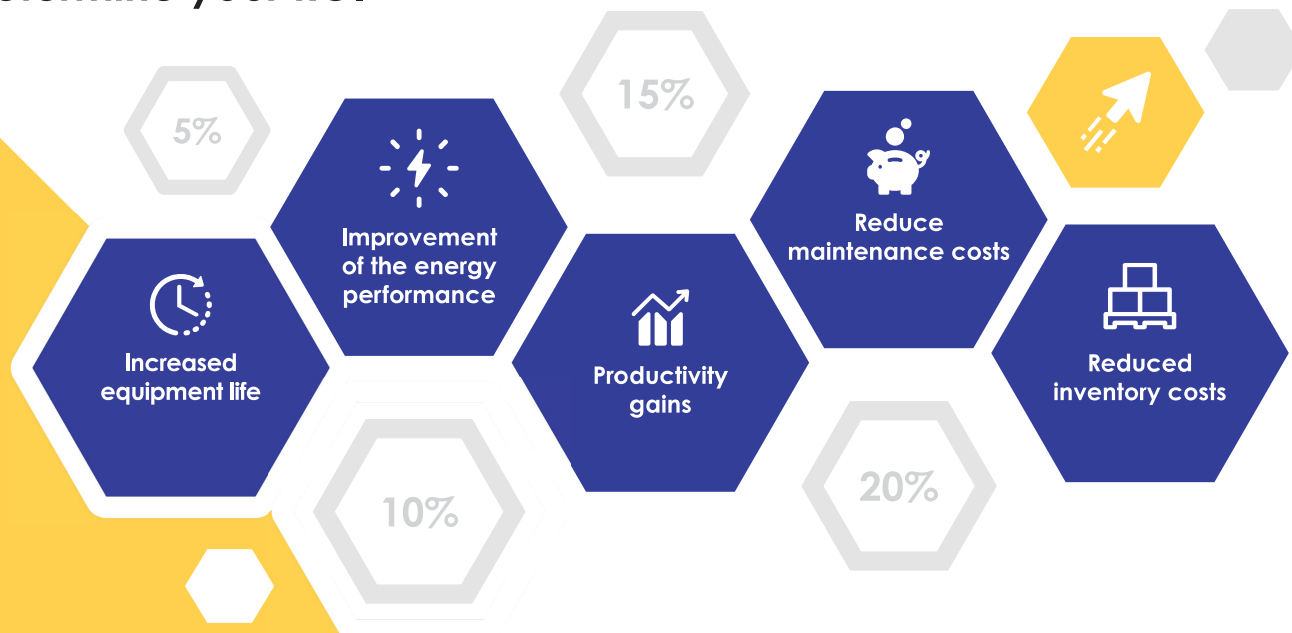 5%
15%
Improvement
of the energy
performance
Reduce
maintenance costs
Increased
equipment life
Productivity
gains
Reduced
inventory costs
10%
20%